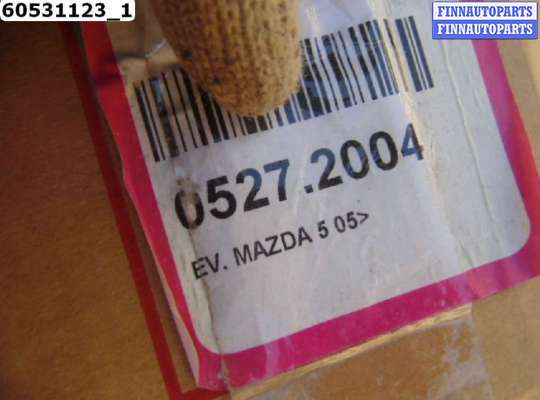 60531123_1
FINNAUTOPARTS
FINNAUTOPARTS
0527.2004
EV. MAZDA 5 05>